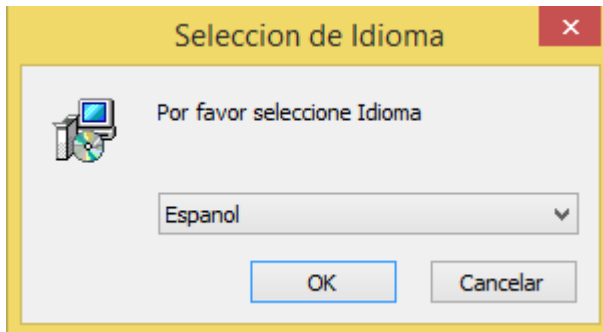 Seleccion de Idioma
Por favor seleccione Idioma
Espanol
OK
Cancelar